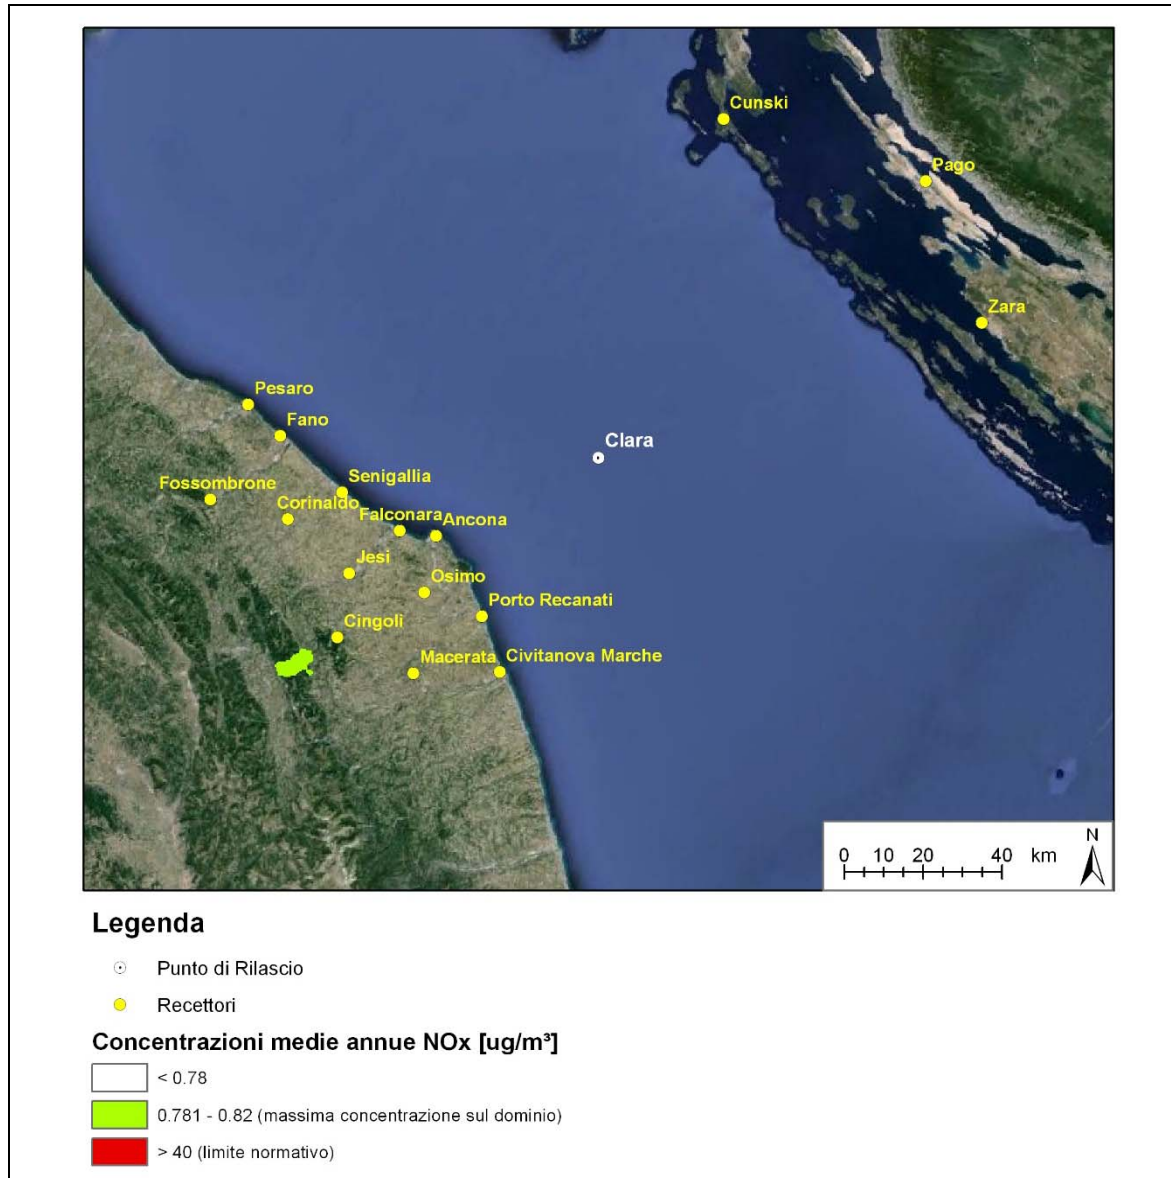 Cunski
Pago
Zara
Pesaro
Fano
Clara
Senigallia
Fossombrone
Corinaldo
Falconara
Ancona
Jesi
Osimo
Porto Recanati
Cingoli
Macerata
Civitanova Marche
N
0 10 20 40 km
Legenda
Punto di Rilascio
Recettori
Concentrazioni medie annue NOx [ug/m³]
< 0.78
0.781 - 0.82 (massima concentrazione sul dominio)
> 40 (limite normativo)